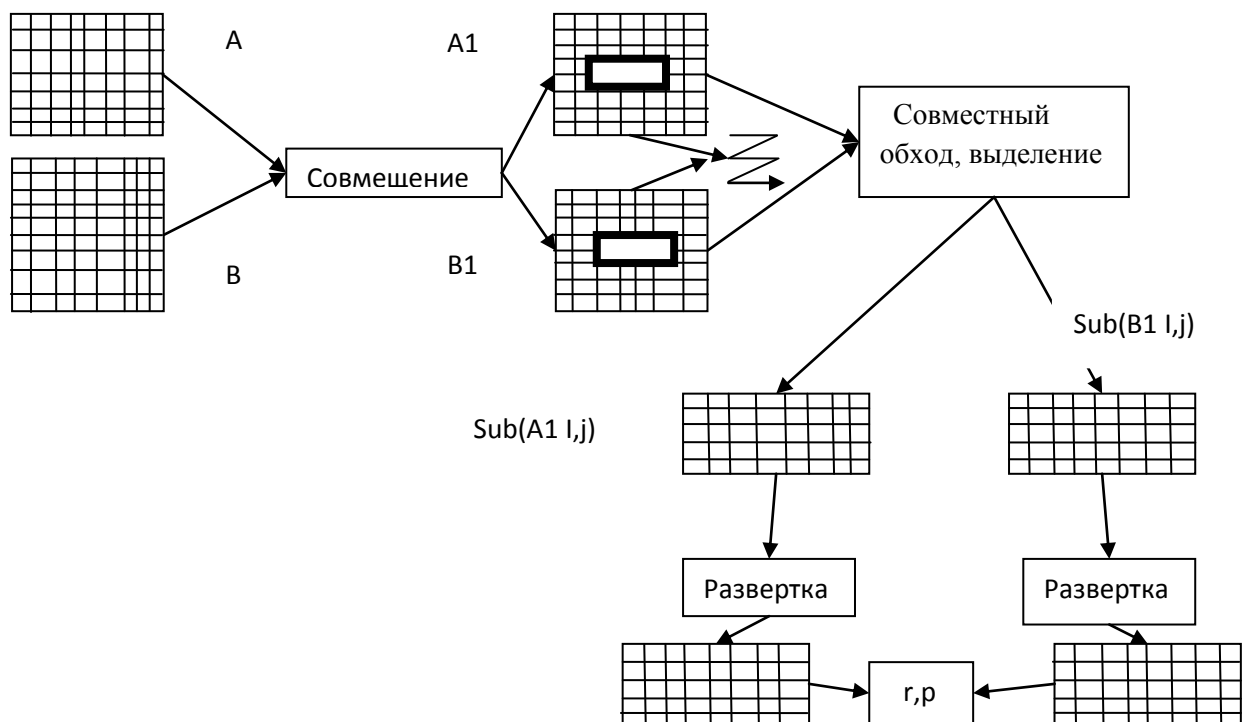 A
A1
B
B1
Совмещение
Совместный
обход, выделение
Sub(B1 I,j)
Sub(A1 I,j)
Развертка
Развертка
r,p